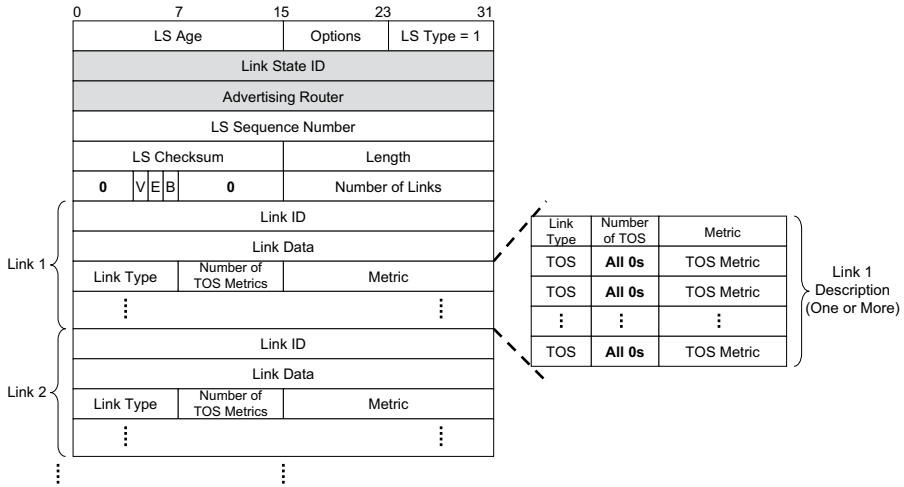 0 7 15 23 31
LS Age Options LS Type = 1
Link State ID
Advertising Router
LS Sequence Number
LS Checksum Length
0 V E B 0 Number of Links
Link 1
Link ID
Link Data
Link Type Number of TOS Metrics Metric
Link 2
Link ID
Link Data
Link Type Number of TOS Metrics Metric
Link Type Number of TOS Metric
TOS All 0s TOS Metric
TOS All 0s TOS Metric
TOS All 0s TOS Metric
Link 1
Description
(One or More)